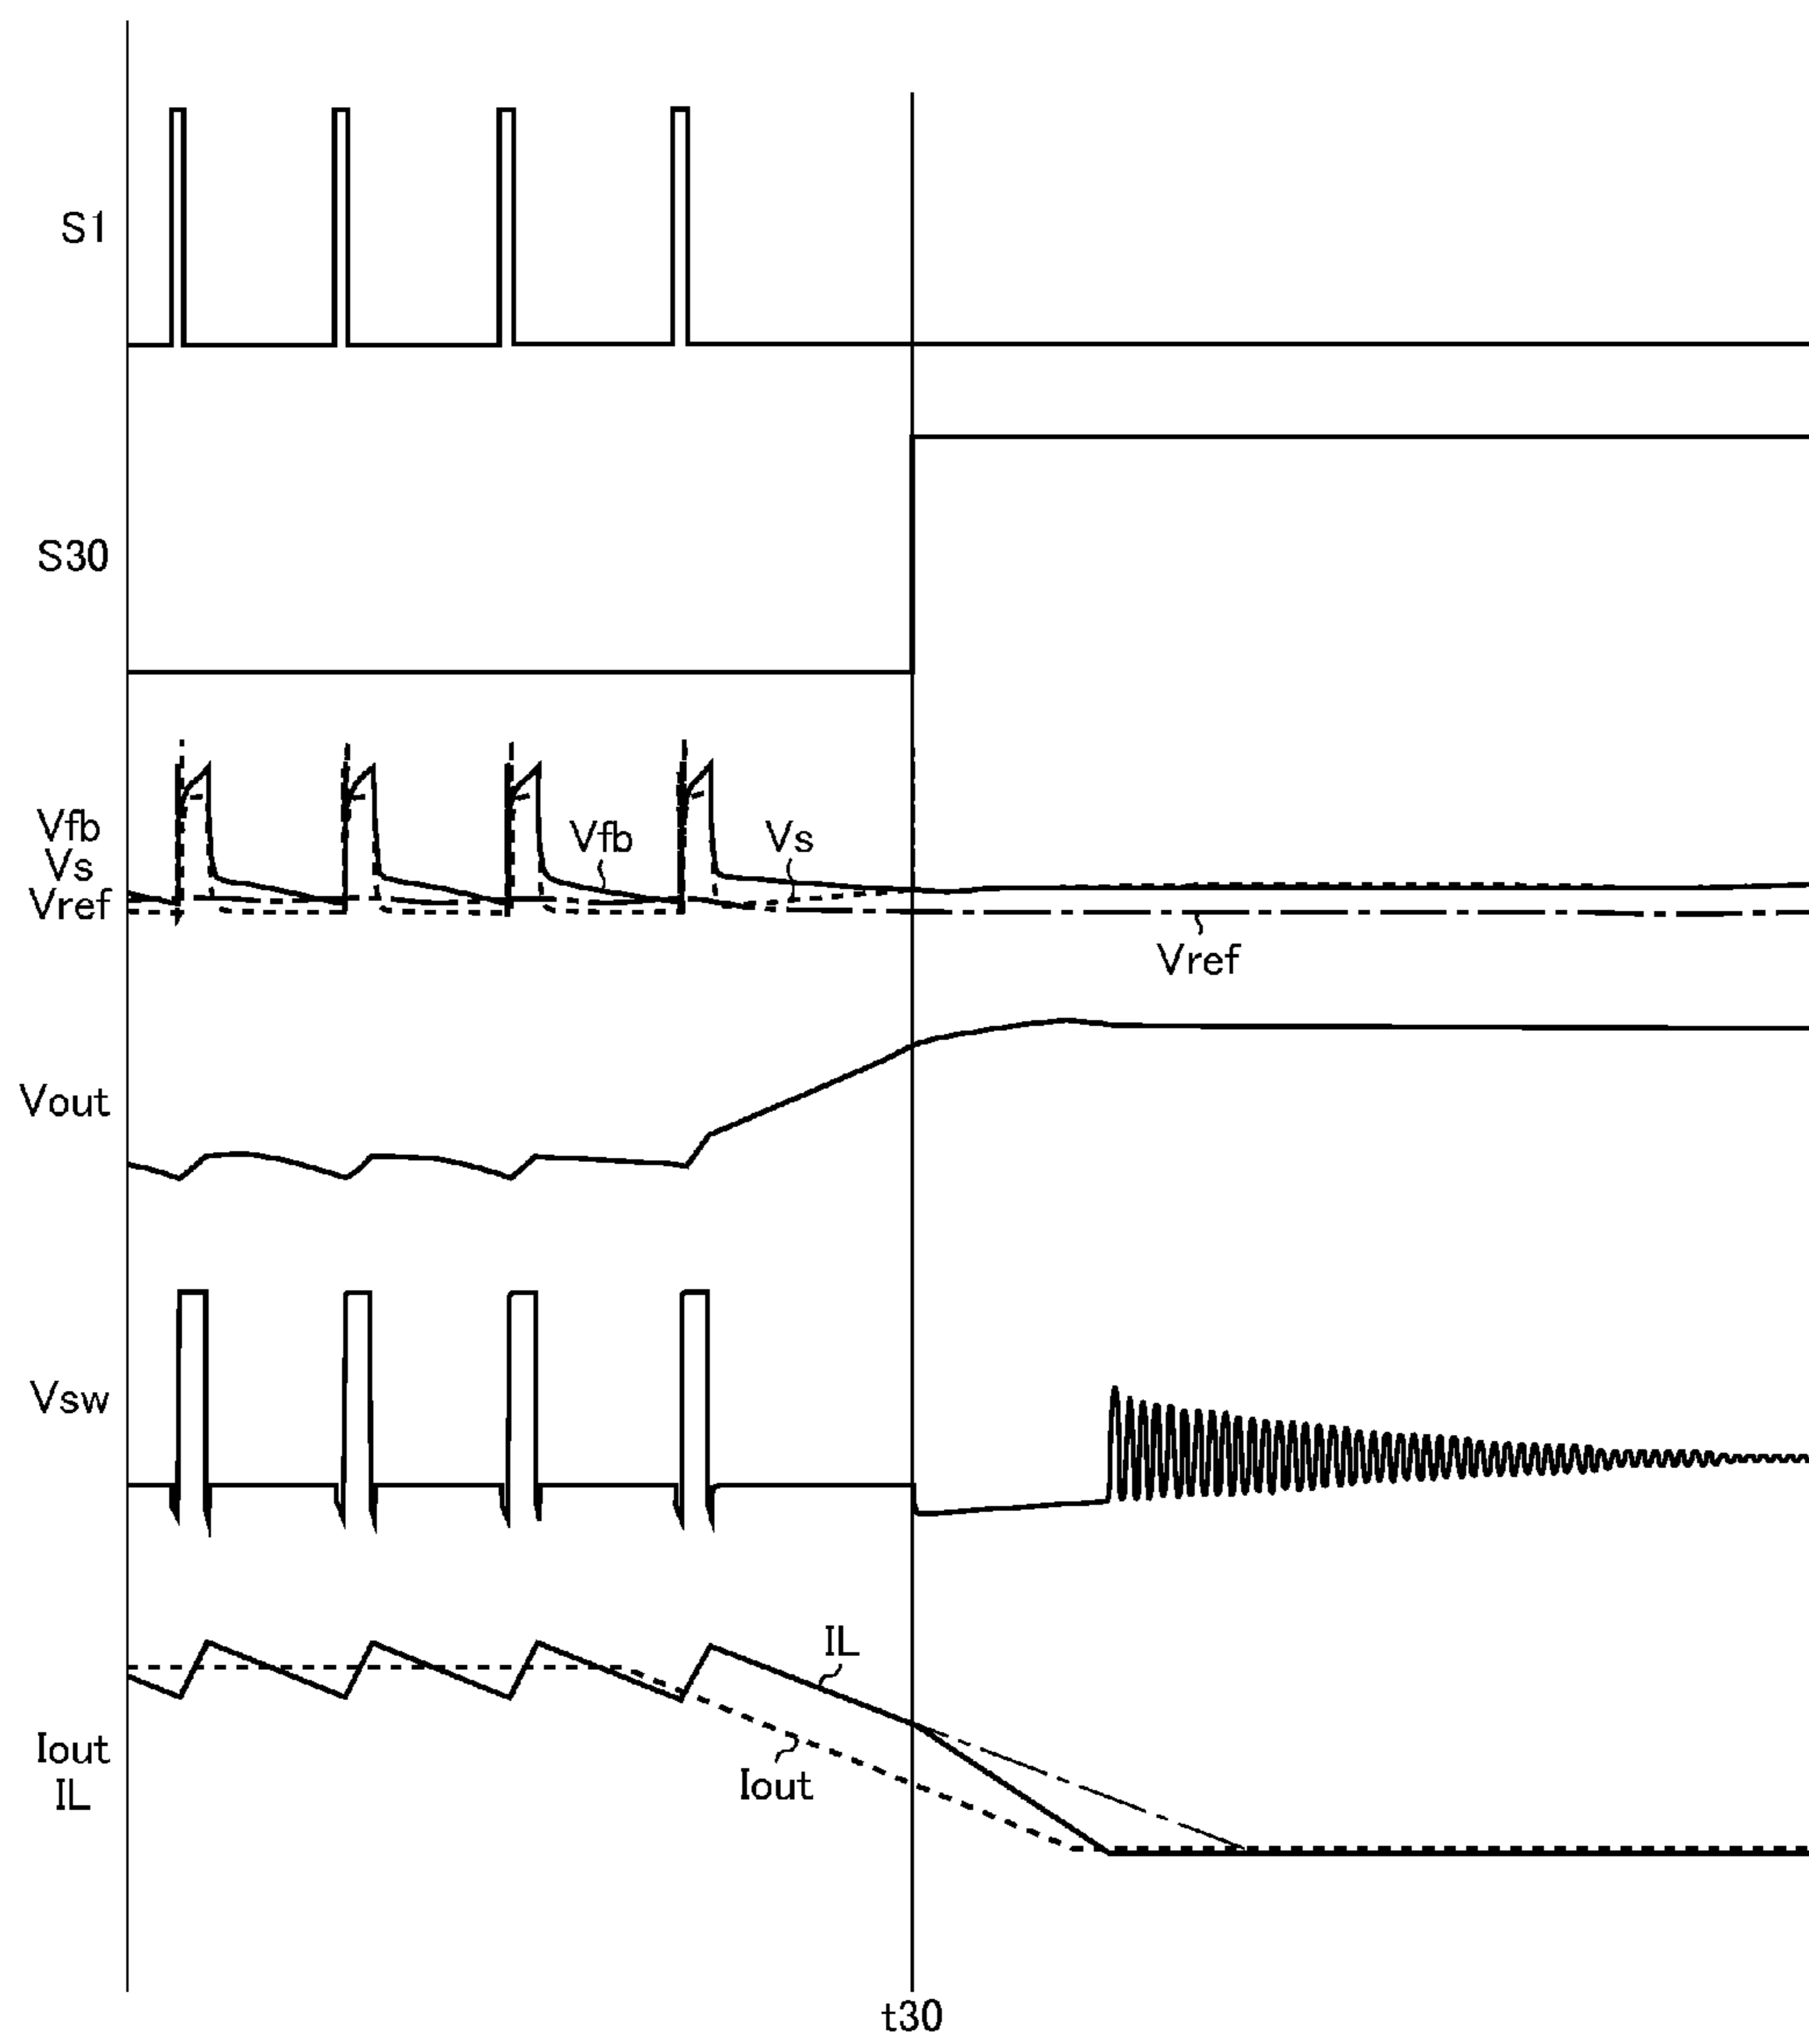 S1
S30
Vfb
Vs
Vref
Vfb
Vs
Vref
Vout
Vsw
IL
Iout
Iout
IL
t30